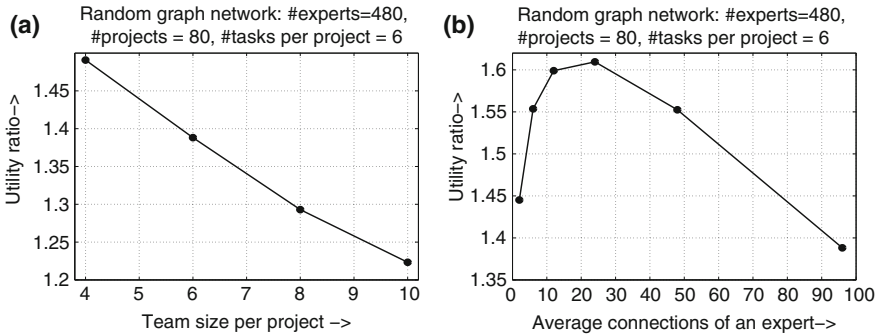 (a)
Random graph network: #experts=480,
#projects = 80, #tasks per project = 6
Utility ratio–>
1.45
1.4
1.35
1.3
1.25
1.2
4 5 6 7 8 9 10
Team size per project –>
(b)
Random graph network: #experts=480,
#projects = 80, #tasks per project = 6
Utility ratio–>
1.6
1.55
1.5
1.45
1.4
1.35
0 10 20 30 40 50 60 70 80 90 100
Average connections of an expert–>